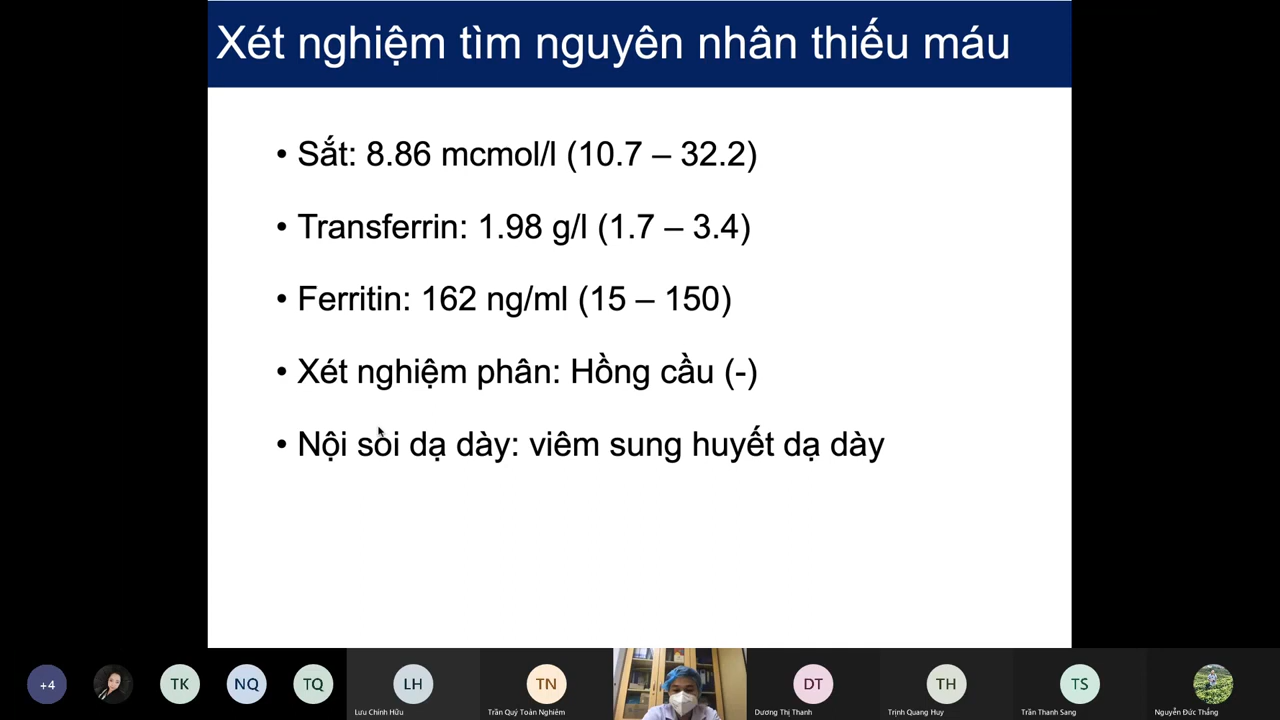 Xét nghiệm tìm nguyên nhân thiếu máu
• Sắt: 8.86 mcmol/l (10.7 – 32.2)
• Transferrin: 1.98 g/l (1.7 – 3.4)
• Ferritin: 162 ng/ml (15 – 150)
• Xét nghiệm phân: Hồng cầu (-)
• Nội sòi dạ dày: viêm sung huyết dạ dày
+4
TK
NQ
TQ
LH
TN
DT
TH
TS
Lưu Chính Hữu
Trần Quý Toàn Nghiêm
Dương Thị Thanh
Trịnh Quang Huy
Trần Thanh Sang
Nguyễn Đức Thắng